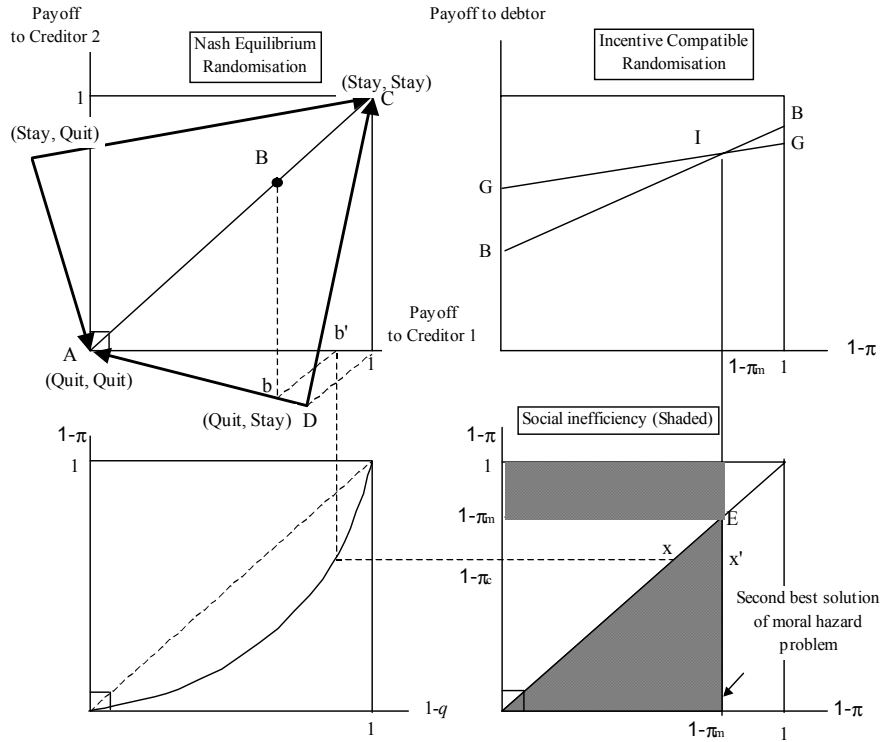 Payoff
to Creditor 2
Nash Equilibrium
Randomisation
1
(Stay, Stay)
C
(Stay, Quit)
B
Payoff
to Creditor 1
b'
A
1
(Quit, Quit)
b
(Quit, Stay)
D
Payoff to debtor
Incentive Compatible
Randomisation
B
I
G
G
B
1-πm
1
1-π
1-π
1
1-q
1
Social inefficiency (Shaded)
1
1-πm
E
x
x'
1-πc
Second best solution
of moral hazard
problem
1-π
1-πm
1